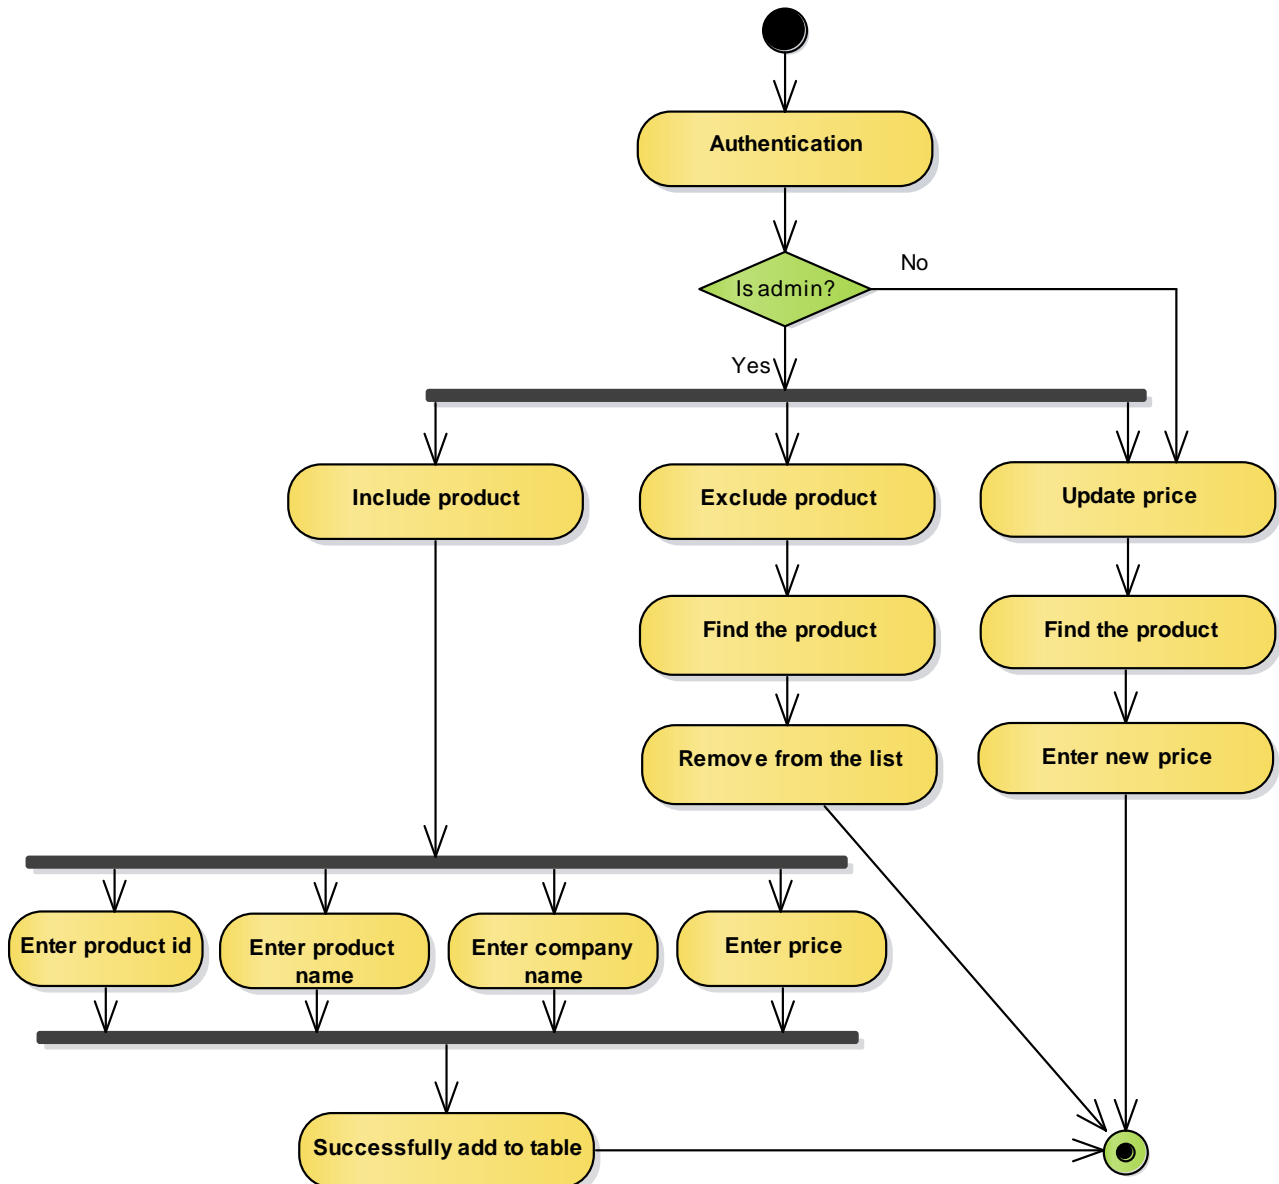 Authentication
Is admin?
No
Yes
Include product
Exclude product
Update price
Find the product
Find the product
Remove from the list
Enter new price
Enter product id
Enter product
name
Enter company
name
Enter price
Successfully add to table